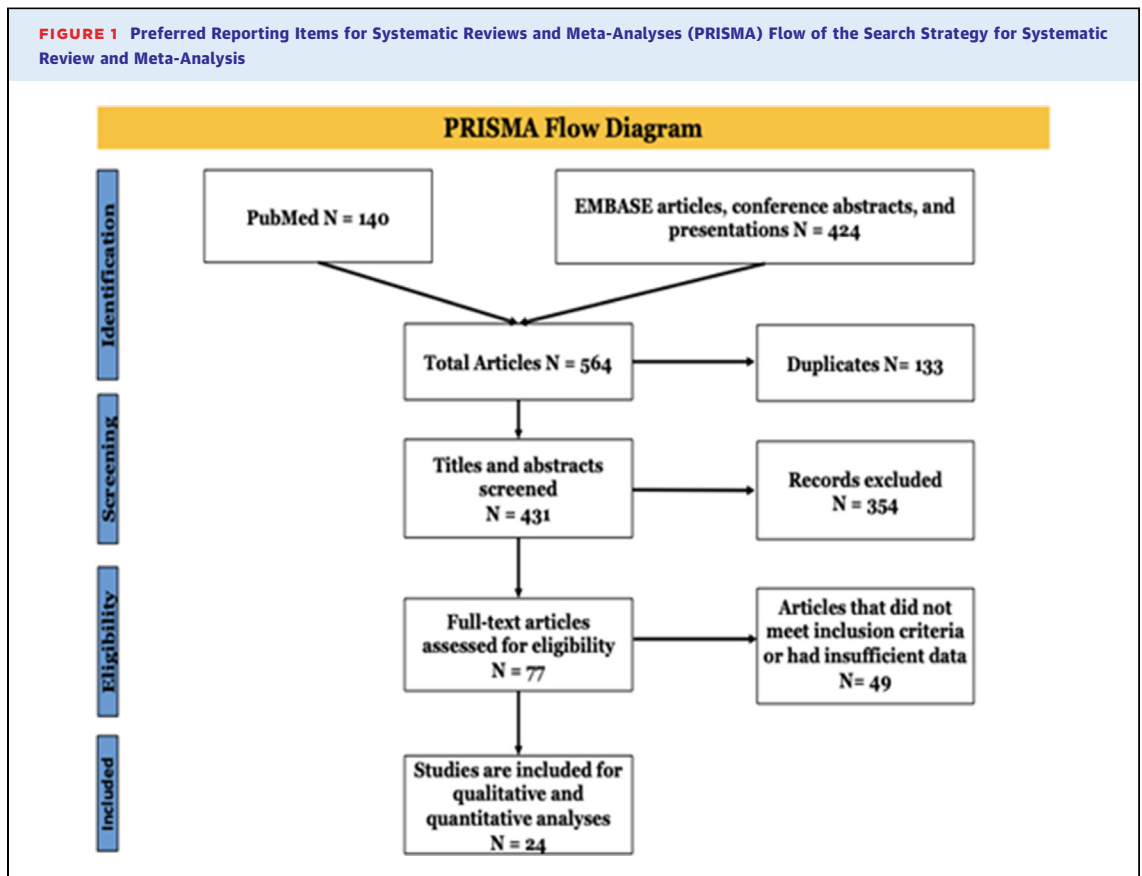 FIGURE 1 Preferred Reporting Items for Systematic Reviews and Meta-Analyses (PRISMA) Flow of the Search Strategy for Systematic
Review and Meta-Analysis
PRISMA Flow Diagram
Identification
PubMed N = 140
EMBASE articles, conference abstracts, and
presentations N = 424
Total Articles N = 564
Duplicates N= 133
Screening
Titles and abstracts
screened
N = 431
Records excluded
N = 354
Eligibility
Full-text articles
assessed for eligibility
N = 77
Articles that did not
meet inclusion criteria
or had insufficient data
N= 49
Included
Studies are included for
qualitative and
quantitative analyses
N = 24